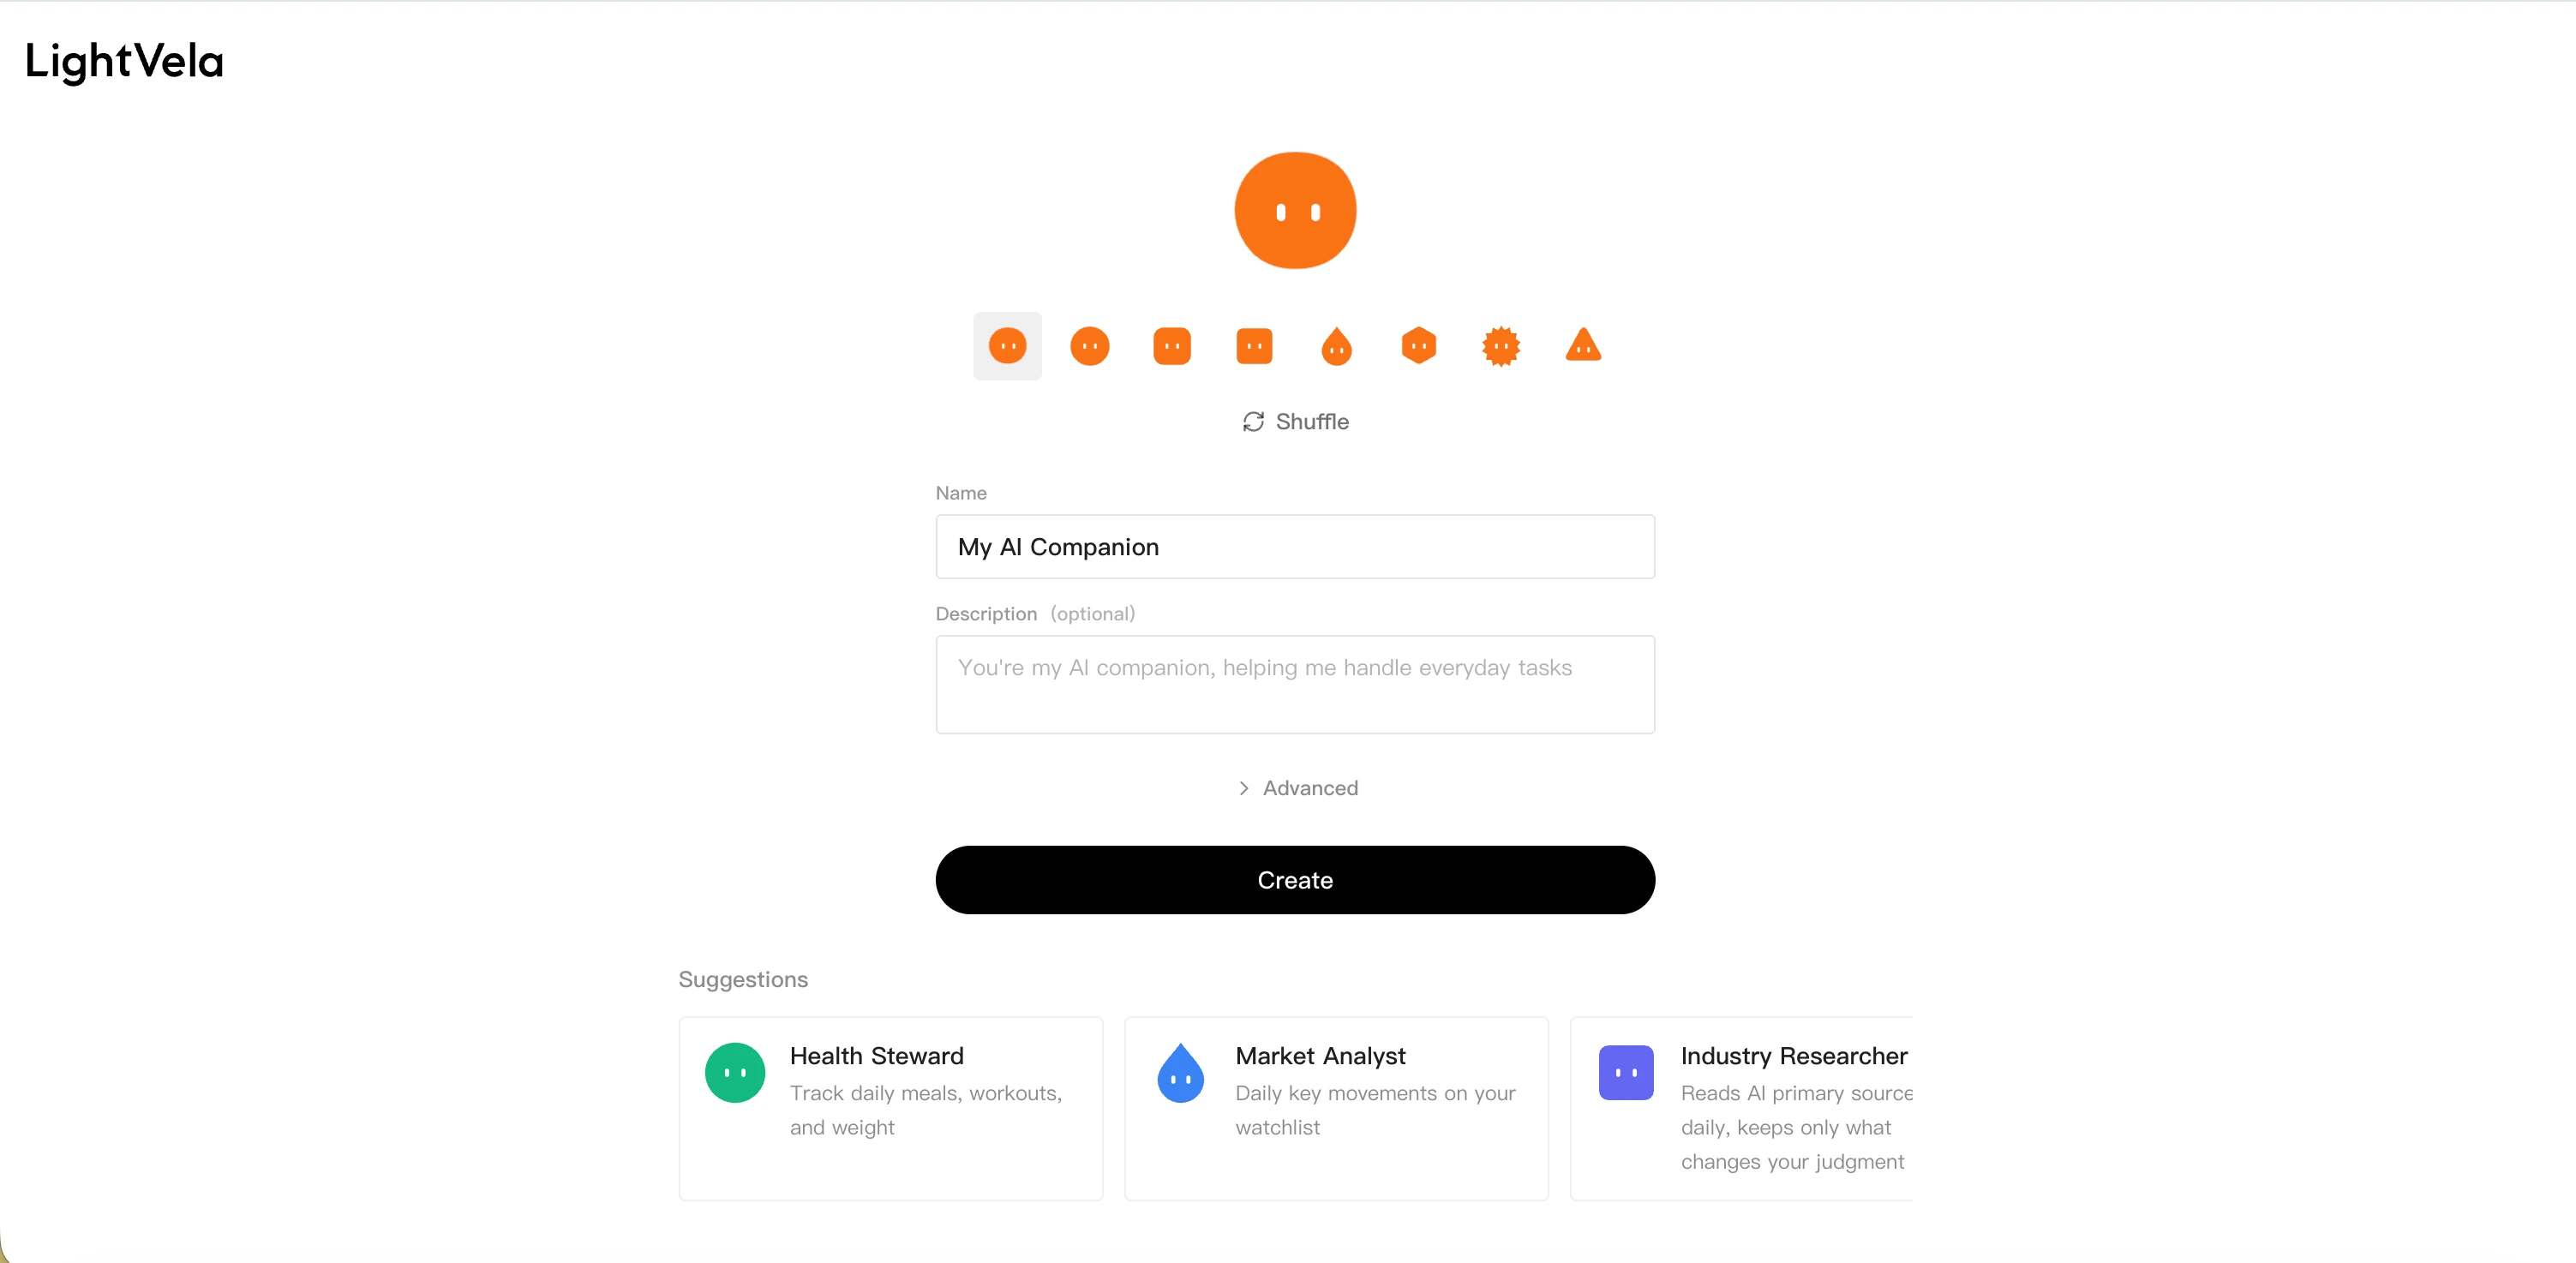 LightVela
Shuffle
Name
My AI Companion
Description (optional)
You're my AI companion, helping me handle everyday tasks
Advanced
Create
Suggestions
Health Steward
Track daily meals, workouts,
and weight
Market Analyst
Daily key movements on your
watchlist
Industry Researcher
Reads AI primary source
daily, keeps only what
changes your judgment